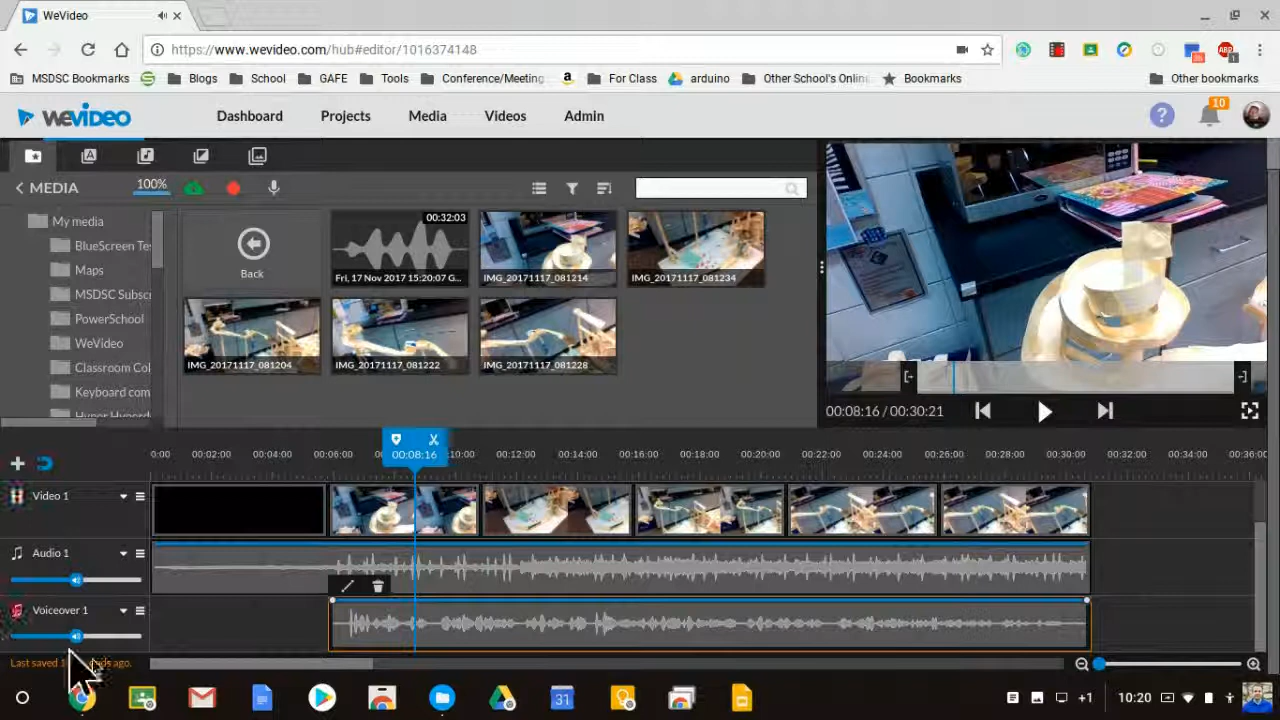 WeVideo
https://www.wevideo.com/hub#editor/1016374148
MSDSC Bookmarks
Blogs
School
GAFE
Tools
Conference/Meeting
For Class
arduino
Other School's Onlin
Bookmarks
Other bookmarks
WEVIDEO
Dashboard
Projects
Media
Videos
Admin
?
10
MEDIA
100%
My media
BlueScreen Te
Maps
MSDSC Subsc
PowerSchool
WeVideo
Classroom Col
Keyboard com
Back
00:32:03
Fri, 17 Nov 2017 15:20:07 G...
IMG_20171117_081214
IMG_20171117_081234
IMG_20171117_081204
IMG_20171117_081222
IMG_20171117_081228
00:08:16 / 00:30:21
0:00
00:02:00
00:04:00
00:06:00
00:08:16
00:10:00
00:12:00
00:14:00
00:16:00
00:18:00
00:20:00
00:22:00
00:24:00
00:26:00
00:28:00
00:30:00
00:32:00
00:34:00
00:36:00
Video 1
Audio 1
Voiceover 1
Last saved
ago.
31
+1
10:20